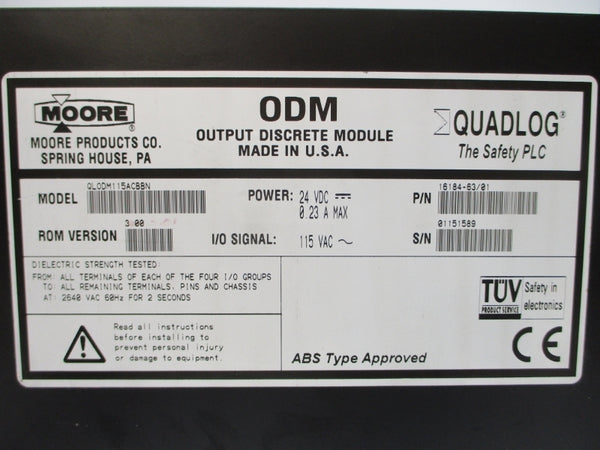 MOORE®
MOORE PRODUCTS CO.
SPRING HOUSE, PA
ODM
OUTPUT DISCRETE MODULE
MADE IN U.S.A.
QUADLOG®
The Safety PLC
MODEL QLODM115ACBBN
ROM VERSION 3.00
POWER: 24 VDC
0.23 A MAX
I/O SIGNAL: 115 VAC ~
P/N 16184-63/01
S/N 01151589
DIELECTRIC STRENGTH TESTED:
FROM: ALL TERMINALS OF EACH OF THE FOUR I/O GROUPS
TO: ALL REMAINING TERMINALS, PINS AND CHASSIS
AT: 2640 VAC 60Hz FOR 2 SECONDS
Read all instructions
before installing to
prevent personal injury
or damage to equipment.
ABS Type Approved
TÜV
PRODUCT SERVICE
Safety in
electronics
CE